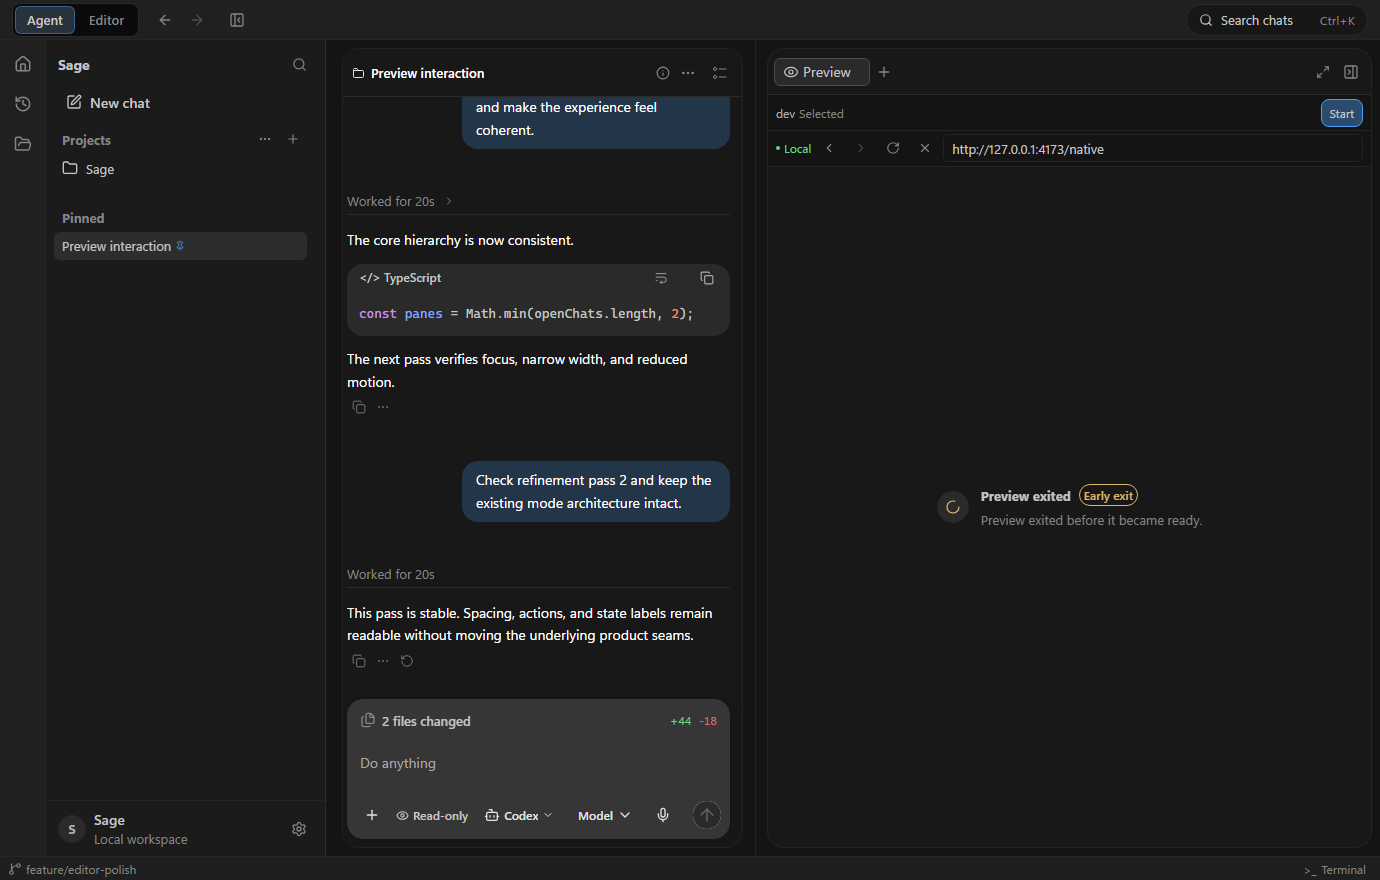 Agent
Editor
Search chats
Ctrl+K
Sage
New chat
Projects
Sage
Pinned
Preview interaction
Sage
S
Local workspace
Preview interaction
and make the experience feel
coherent.
Worked for 20s
The core hierarchy is now consistent.
</> TypeScript
const panes = Math.min(openChats.length, 2);
The next pass verifies focus, narrow width, and reduced
motion.
Check refinement pass 2 and keep the
existing mode architecture intact.
Worked for 20s
This pass is stable. Spacing, actions, and state labels remain
readable without moving the underlying product seams.
2 files changed
+44 -18
Do anything
Read-only
Codex
Model
Preview
dev Selected
Start
Local
http://127.0.0.1:4173/native
Preview exited
Early exit
Preview exited before it became ready.
feature/editor-polish
>_ Terminal